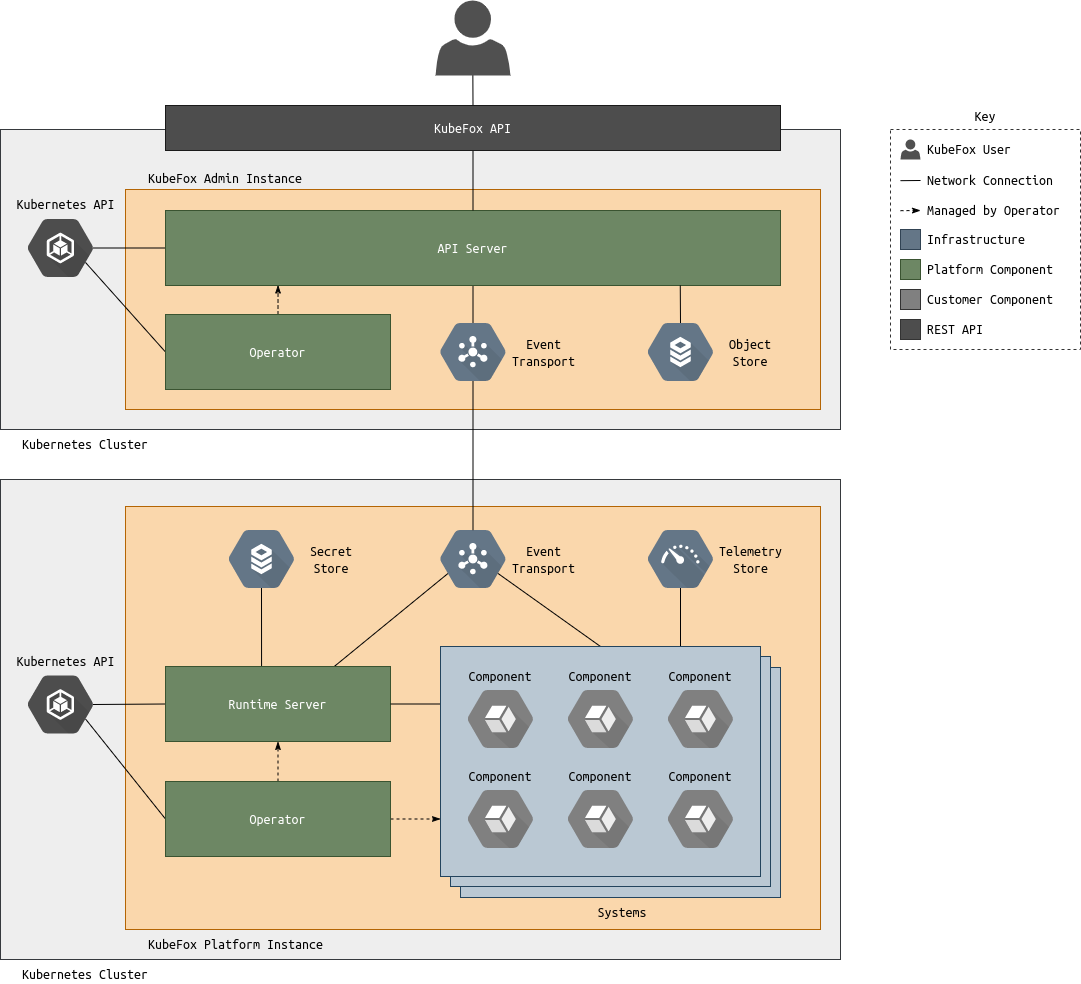 KubeFox API
Key
KubeFox User
Network Connection
Managed by Operator
Infrastructure
Platform Component
Customer Component
REST API
KubeFox Admin Instance
Kubernetes API
API Server
Operator
Event
Transport
Object
Store
Kubernetes Cluster
Secret
Store
Event
Transport
Telemetry
Store
Kubernetes API
Runtime Server
Operator
Component
Component
Component
Component
Component
Component
Systems
KubeFox Platform Instance
Kubernetes Cluster